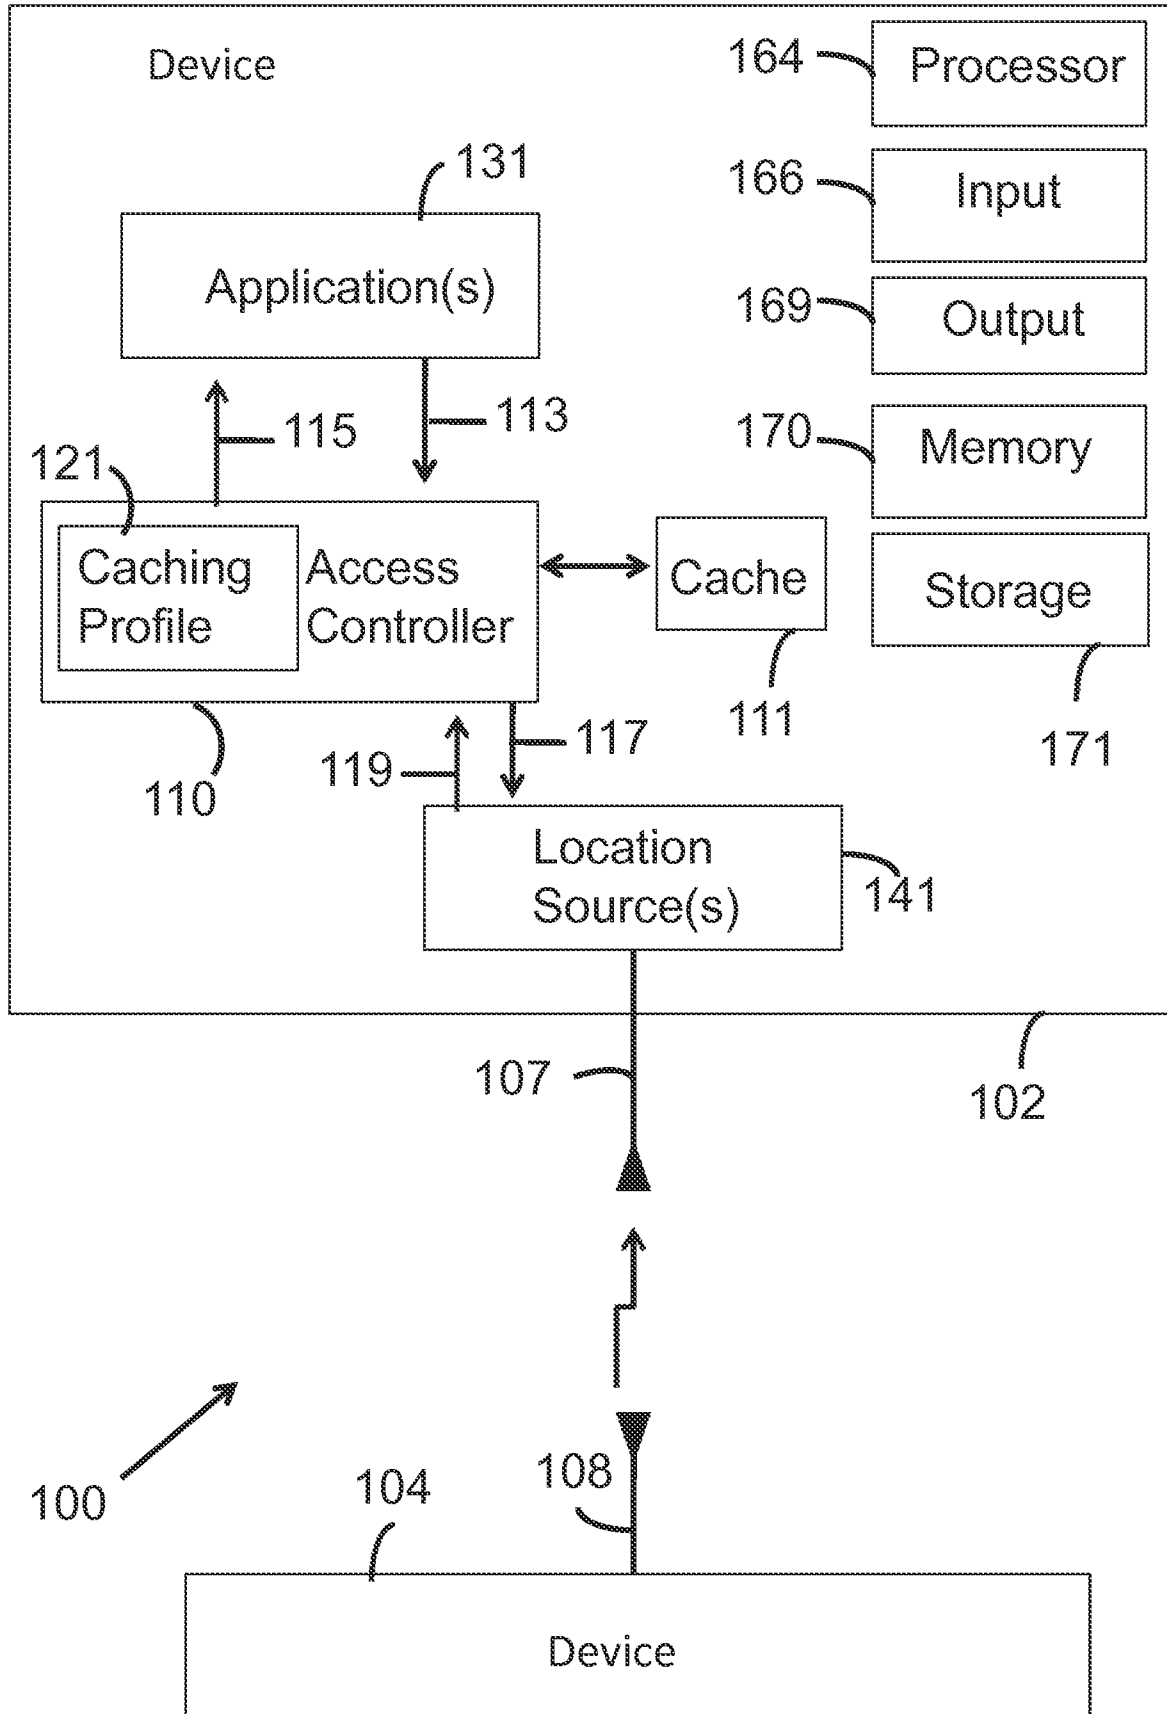 Device
164
Processor
131
166
Input
Application(s)
169
Output
115
113
170
Memory
121
Caching
Profile
Access
Controller
Cache
Storage
111
171
110
119
117
Location
Source(s)
141
107
102
100
104
108
Device